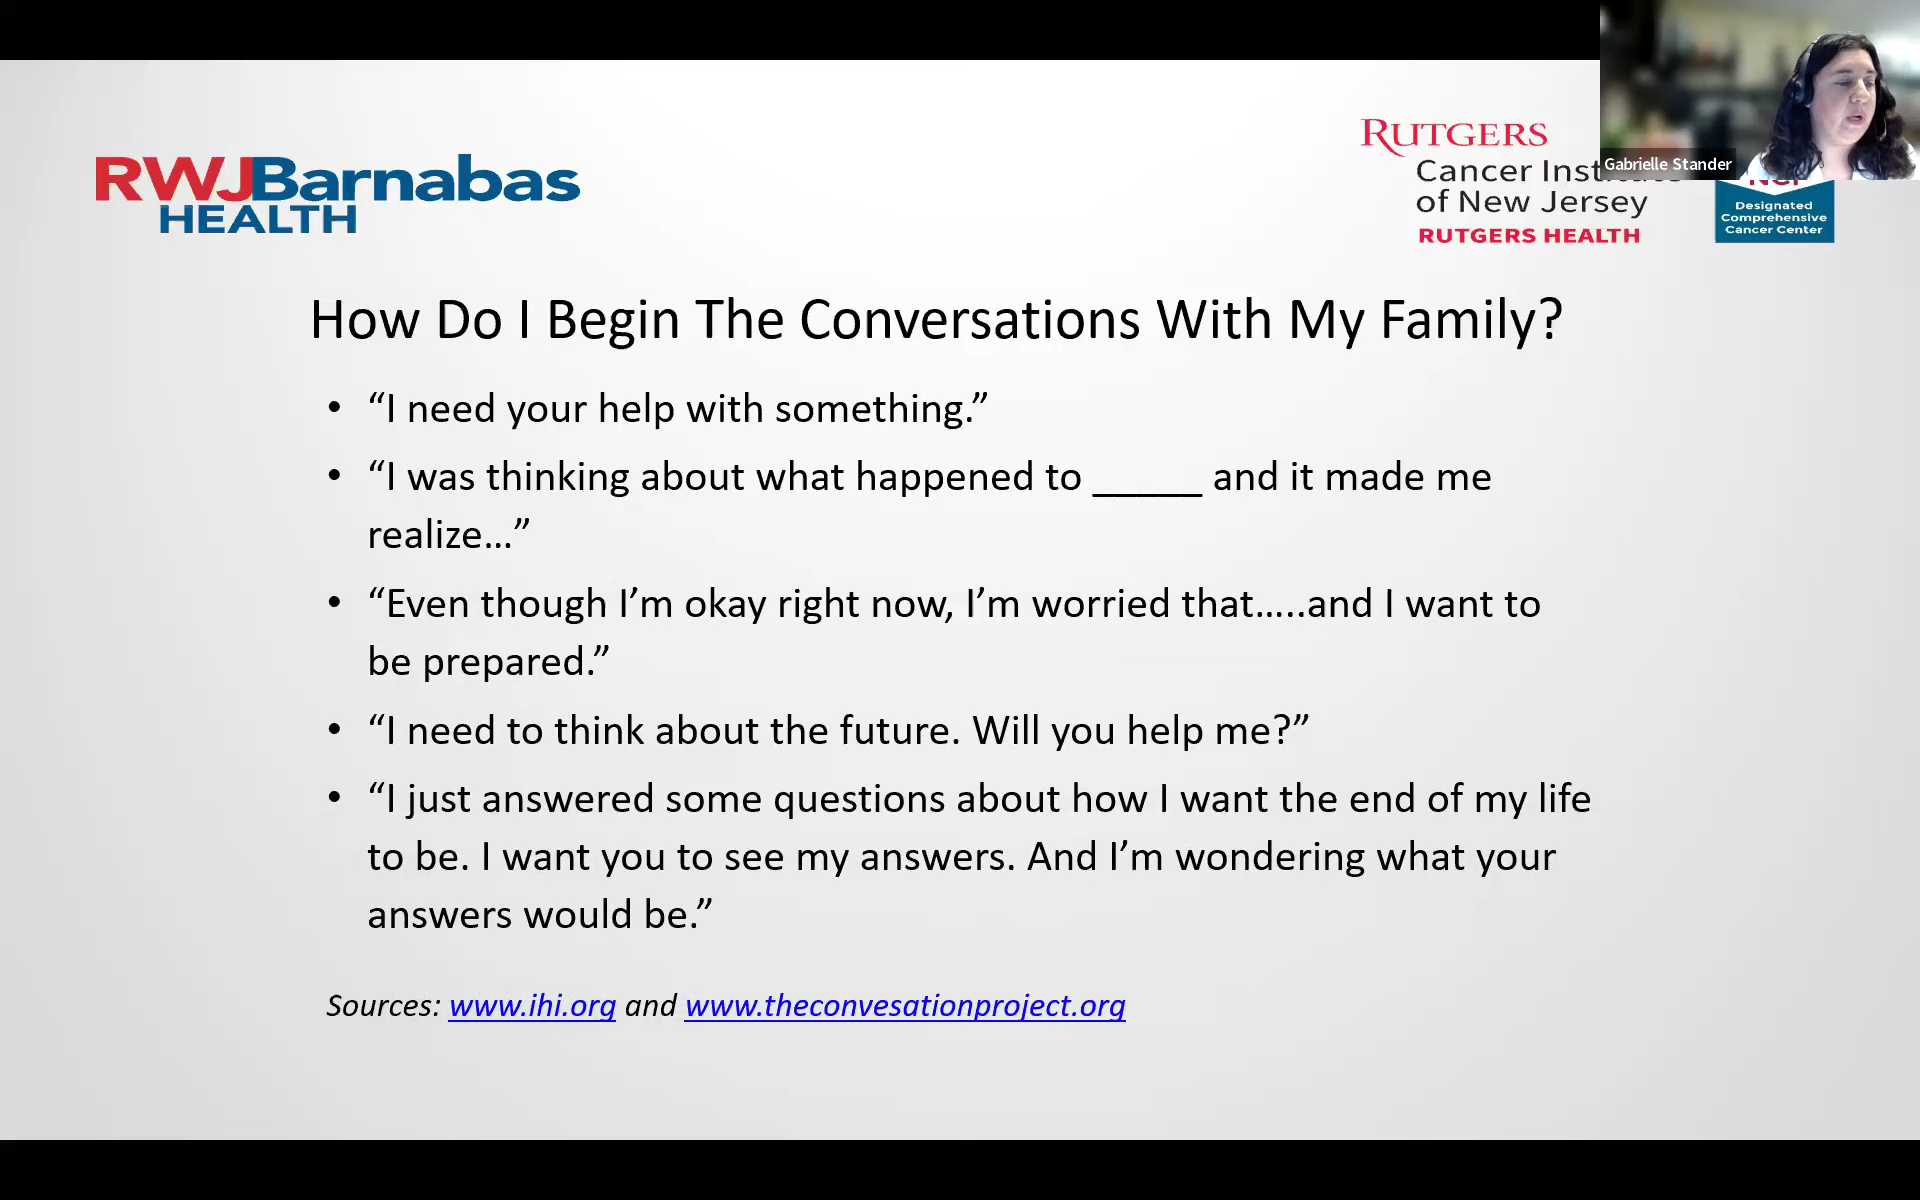 RWJBarnabas
HEALTH
RUTGERS
Cancer Institute
of New Jersey
RUTGERS HEALTH
Designated
Comprehensive
Cancer Center
Gabrielle Stander
How Do I Begin The Conversations With My Family?
• “I need your help with something.”
• “I was thinking about what happened to _____ and it made me
realize…”
• “Even though I’m okay right now, I’m worried that…..and I want to
be prepared.”
• “I need to think about the future. Will you help me?”
• “I just answered some questions about how I want the end of my life
to be. I want you to see my answers. And I’m wondering what your
answers would be.”
Sources: www.ihi.org and www.theconvesationproject.org